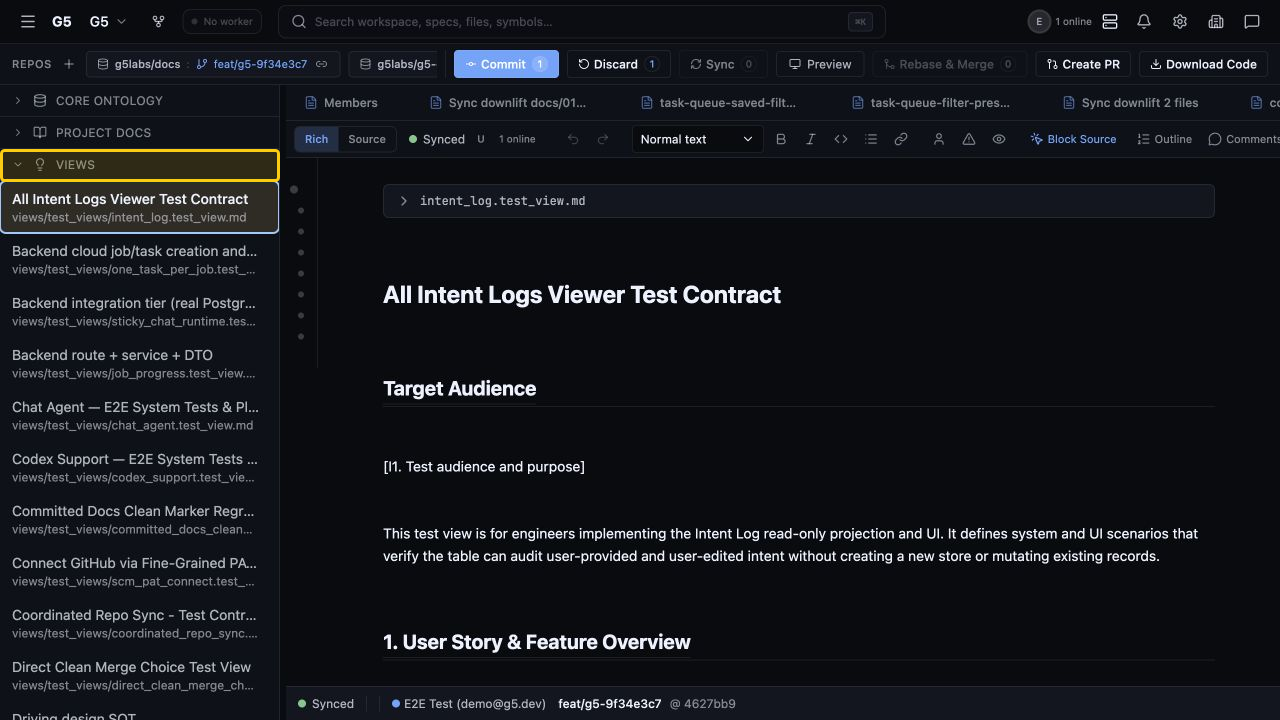 G5 G5 No worker Search workspace, specs, files, symbols... ⌘K E 1 online
REPOS + g5labs/docs : feat/g5-9f34e3c7 g5labs/g5- Commit 1 Discard 1 Sync 0 Preview Rebase & Merge 0 Create PR Download Code
CORE ONTOLOGY
PROJECT DOCS
VIEWS
All Intent Logs Viewer Test Contract
views/test_views/intent_log.test_view.md
Backend cloud job/task creation and...
views/test_views/one_task_per_job.test_...
Backend integration tier (real Postgr...
views/test_views/sticky_chat_runtime.tes...
Backend route + service + DTO
views/test_views/job_progress.test_view....
Chat Agent — E2E System Tests & Pl...
views/test_views/chat_agent.test_view.md
Codex Support — E2E System Tests ...
views/test_views/codex_support.test_vie...
Committed Docs Clean Marker Regr...
views/test_views/committed_docs_clean...
Connect GitHub via Fine-Grained PA...
views/test_views/scm_pat_connect.test_...
Coordinated Repo Sync - Test Contr...
views/test_views/coordinated_repo_sync....
Direct Clean Merge Choice Test View
views/test_views/direct_clean_merge_ch...
Driving design SOT
Members Sync downlift docs/01... task-queue-saved-filt... task-queue-filter-pres... Sync downlift 2 files co
Rich Source Synced U 1 online Normal text B I Block Source Outline Comments
intent_log.test_view.md
All Intent Logs Viewer Test Contract
Target Audience
[I1. Test audience and purpose]
This test view is for engineers implementing the Intent Log read-only projection and UI. It defines system and UI scenarios that
verify the table can audit user-provided and user-edited intent without creating a new store or mutating existing records.
1. User Story & Feature Overview
Synced E2E Test (demo@g5.dev) feat/g5-9f34e3c7 @ 4627bb9